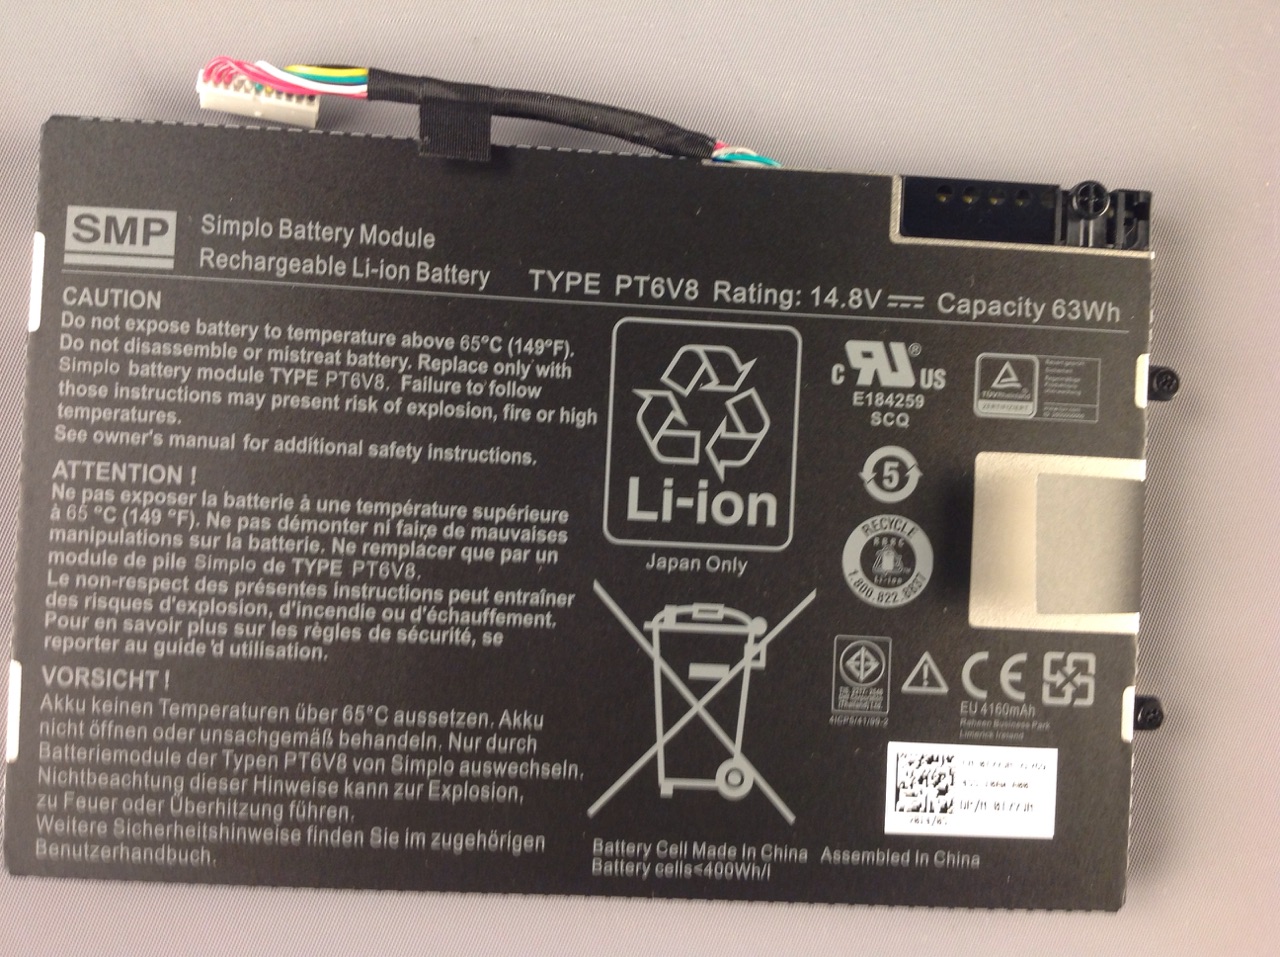 SMP
Simplo Battery Module
Rechargeable Li-ion Battery
TYPE PT6V8 Rating: 14.8V Capacity 63Wh
CAUTION
Do not expose battery to temperature above 65°C (149°F).
Do not disassemble or mistreat battery. Replace only with
Simplo battery module TYPE PT6V8. Failure to follow
those instructions may present risk of explosion, fire or high
temperatures.
See owner's manual for additional safety instructions.
ATTENTION !
Ne pas exposer la batterie à une température supérieure
à 65 °C (149 °F). Ne pas démonter ni faire de mauvaises
manipulations sur la batterie. Ne remplacer que par un
module de pile Simplo de TYPE PT6V8.
Le non-respect des présentes instructions peut entraîner
des risques d'explosion, d'incendie ou d'échauffement.
Pour en savoir plus sur les règles de sécurité, se
reporter au guide d'utilisation.
VORSICHT !
Akku keinen Temperaturen über 65°C aussetzen. Akku
nicht öffnen oder unsachgemäß behandeln. Nur durch
Batteriemodule der Typen PT6V8 von Simplo auswechseln.
Nichtbeachtung dieser Hinweise kann zur Explosion,
zu Feuer oder Überhitzung führen.
Weitere Sicherheitshinweise finden Sie im zugehörigen
Benutzerhandbuch.
Li-ion
Japan Only
c RU US
E184259
SCQ
5
RECYCLE
RBRC
Li-ion
1.800.822.8837
4ICP5/41/99-2
CE
EU 4160mAh
Raheen Business Park
Limerick Ireland
Battery Cell Made In China Assembled In China
Battery cells≤400Wh/l